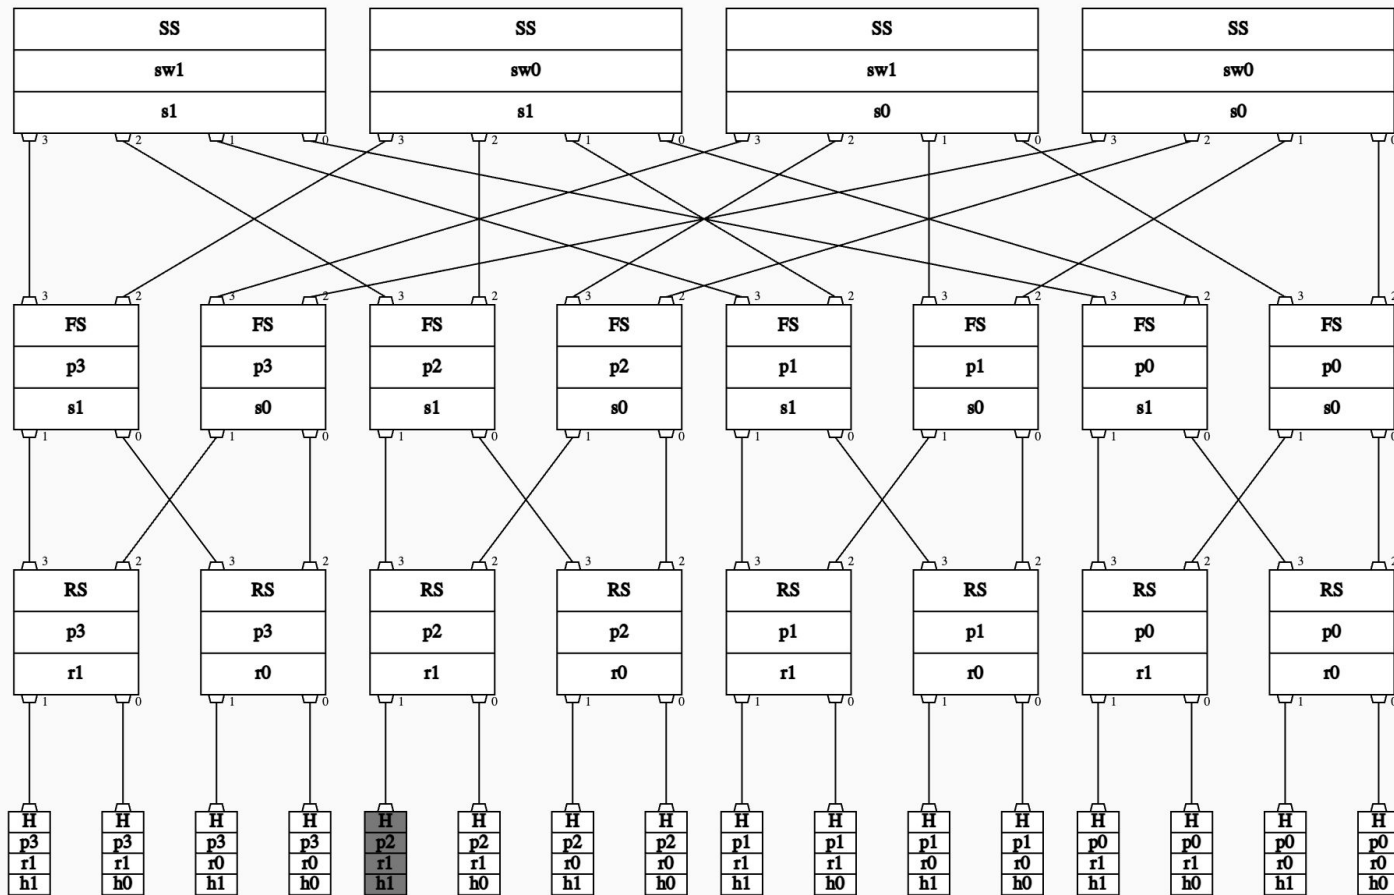 SS SS SS SS
sw1 sw0 sw1 sw0
s1 s1 s0 s0
3 2 1 0 3 2 1 0 3 2 1 0 3 2 1 0
3 2 3 2 3 2 3 2 3 2 3 2 3 2 3 2
FS FS FS FS FS FS FS FS
p3 p3 p2 p2 p1 p1 p0 p0
s1 s0 s1 s0 s1 s0 s1 s0
1 0 1 0 1 0 1 0 1 0 1 0 1 0 1 0
3 2 3 2 3 2 3 2 3 2 3 2 3 2 3 2
RS RS RS RS RS RS RS RS
p3 p3 p2 p2 p1 p1 p0 p0
r1 r0 r1 r0 r1 r0 r1 r0
1 0 1 0 1 0 1 0 1 0 1 0 1 0 1 0
H H H H H H H H H H H H H H H H
p3 p3 p3 p3 p2 p2 p2 p2 p1 p1 p1 p1 p0 p0 p0 p0
r1 r1 r0 r0 r1 r1 r0 r0 r1 r1 r0 r0 r1 r1 r0 r0
h1 h0 h1 h0 h1 h0 h1 h0 h1 h0 h1 h0 h1 h0 h1 h0